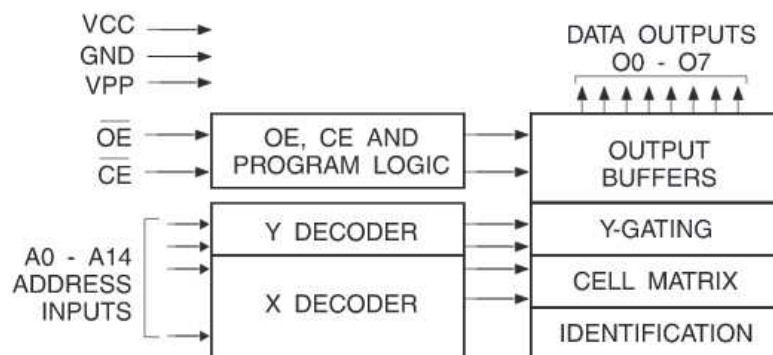 VCC
GND
VPP
OE
CE
A0 - A14
ADDRESS
INPUTS
OE, CE AND
PROGRAM LOGIC
Y DECODER
X DECODER
DATA OUTPUTS
O0 - O7
OUTPUT
BUFFERS
Y-GATING
CELL MATRIX
IDENTIFICATION